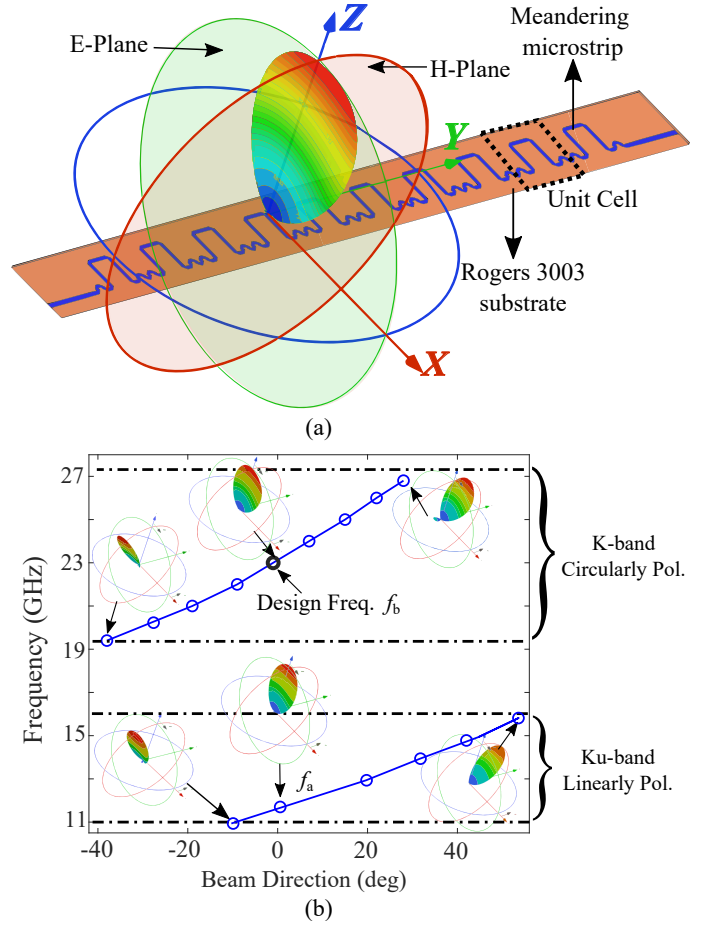 Z
Meandering
microstrip
E-Plane
H-Plane
Y
Unit Cell
Rogers 3003
substrate
X
(a)
27
23
19
15
11
Frequency (GHz)
K-band
Circularly Pol.
Design Freq. fb
Ku-band
Linearly Pol.
fa
-40
-20
0
20
40
Beam Direction (deg)
(b)